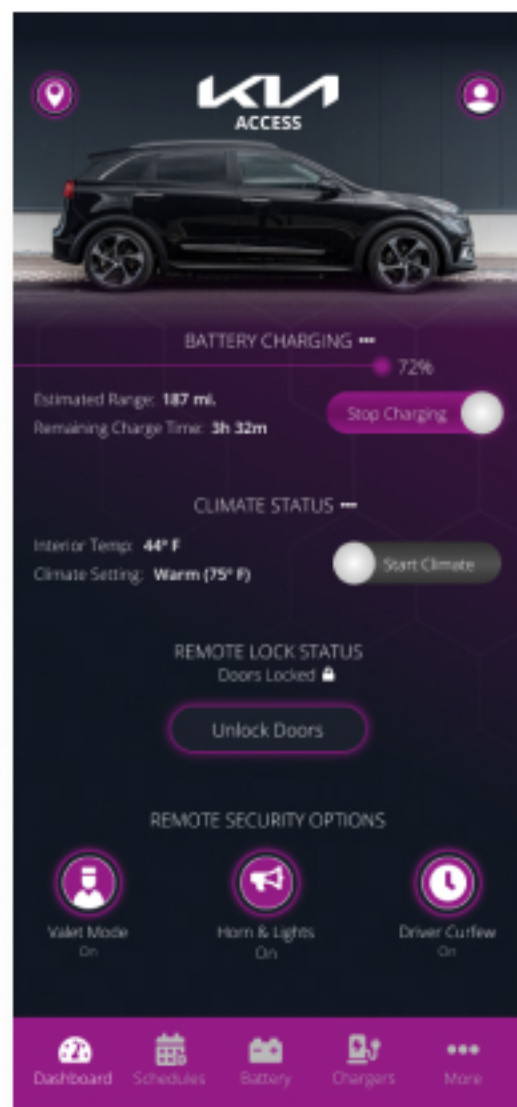 KIA
ACCESS
BATTERY CHARGING •••
72%
Estimated Range: 187 mi.
Stop Charging
Remaining Charge Time: 3h 32m
CLIMATE STATUS •••
Interior Temp: 44° F
Start Climate
Climate Setting: Warm (75° F)
REMOTE LOCK STATUS
Doors Locked
Unlock Doors
REMOTE SECURITY OPTIONS
Valet Mode
On
Horn & Lights
On
Driver Curfew
On
Dashboard
Schedules
Battery
Chargers
More